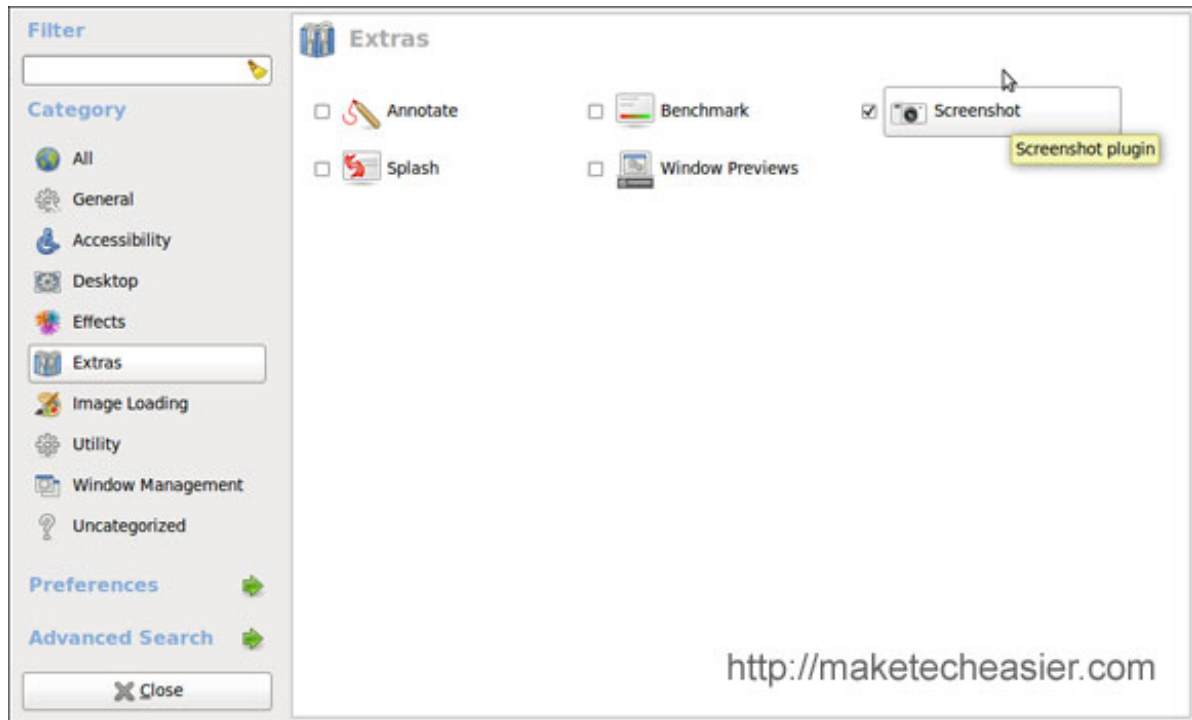 Filter
Category
All
General
Accessibility
Desktop
Effects
Extras
Image Loading
Utility
Window Management
Uncategorized
Preferences
Advanced Search
Close
Extras
Annotate
Benchmark
Screenshot
Screenshot plugin
Splash
Window Previews
http://maketecheasier.com